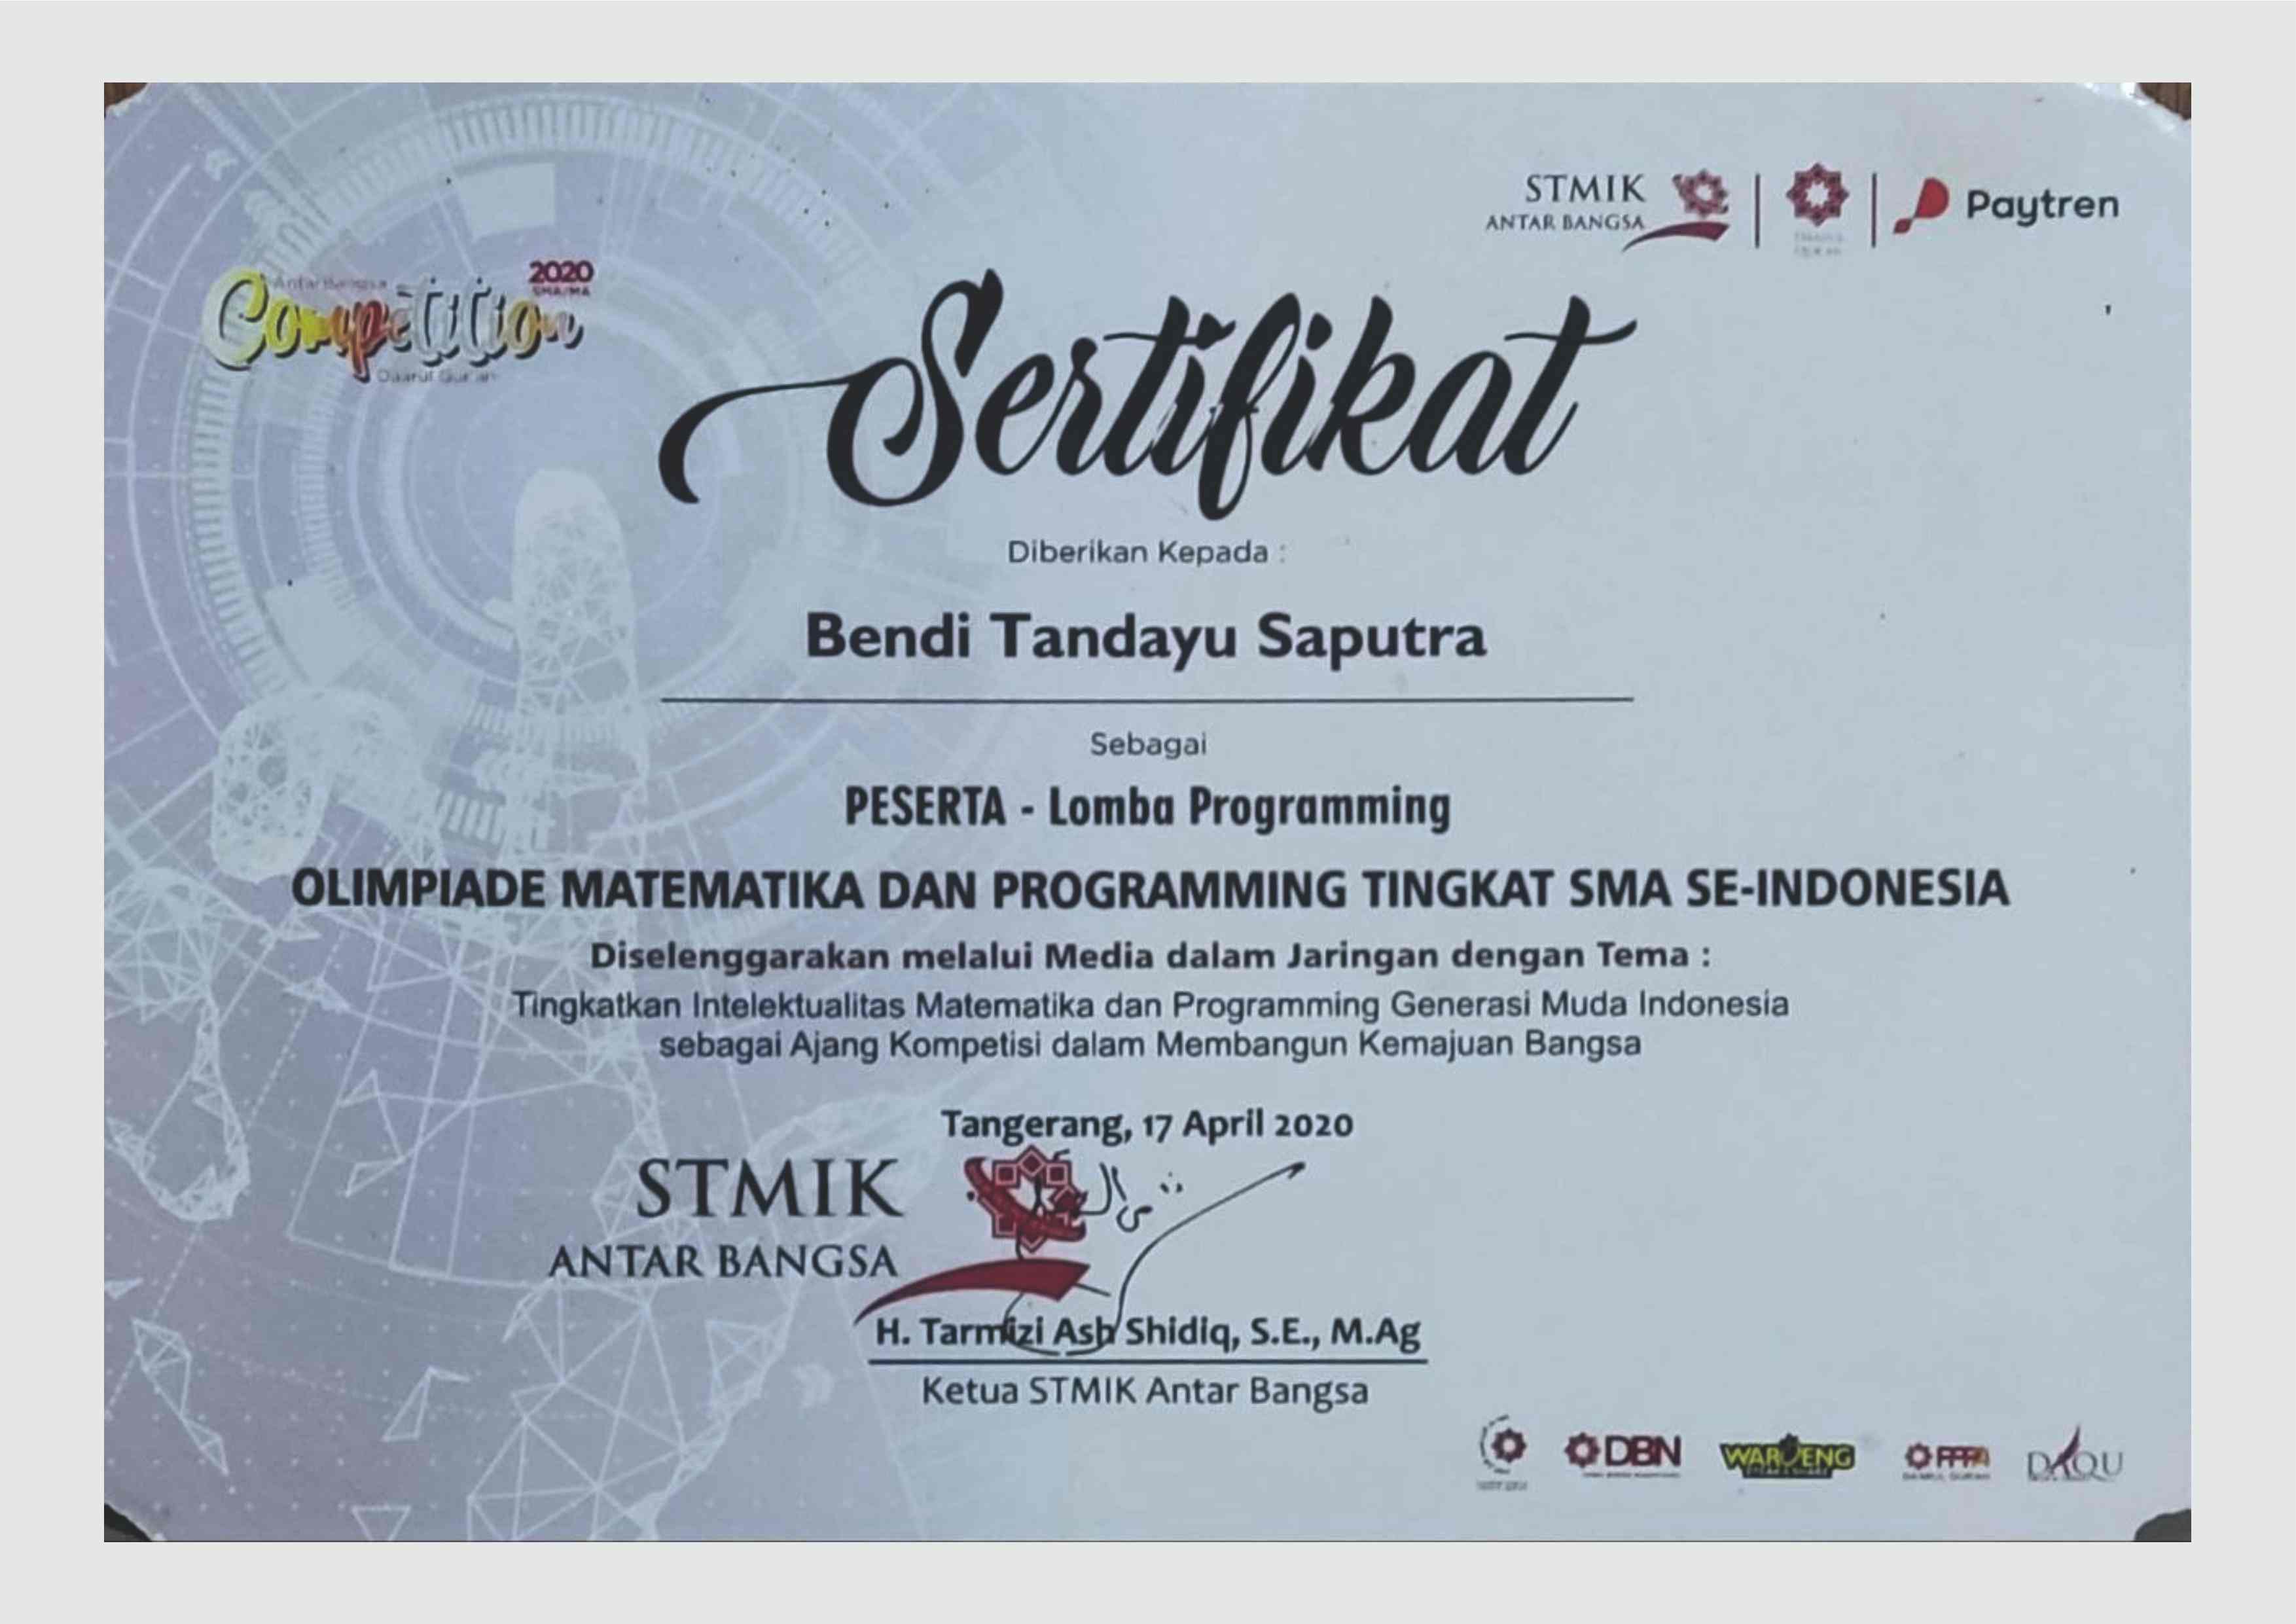 STMIK
ANTAR BANGSA
Paytren
Antar Bangsa
2020
SMA/MA
Competition
Daarul Qur'an
Sertifikat
Diberikan Kepada :
Bendi Tandayu Saputra
Sebagai
PESERTA - Lomba Programming
OLIMPIADE MATEMATIKA DAN PROGRAMMING TINGKAT SMA SE-INDONESIA
Diselenggarakan melalui Media dalam Jaringan dengan Tema :
Tingkatkan Intelektualitas Matematika dan Programming Generasi Muda Indonesia
sebagai Ajang Kompetisi dalam Membangun Kemajuan Bangsa
Tangerang, 17 April 2020
STMIK
ANTAR BANGSA
H. Tarmizi Ash Shidiq, S.E., M.Ag
Ketua STMIK Antar Bangsa
DBN
PPPA
DAQU